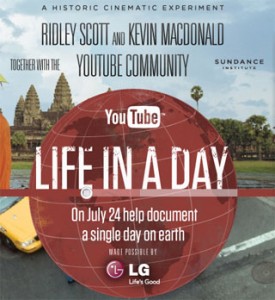 A HISTORIC CINEMATIC EXPERIMENT
RIDLEY SCOTT AND KEVIN MACDONALD
TOGETHER WITH THE YOUTUBE COMMUNITY
SUNDANCE
INSTITUTE
YouTube™
LIFE IN A DAY
On July 24 help document
a single day on earth
MADE POSSIBLE BY
LG
Life's Good